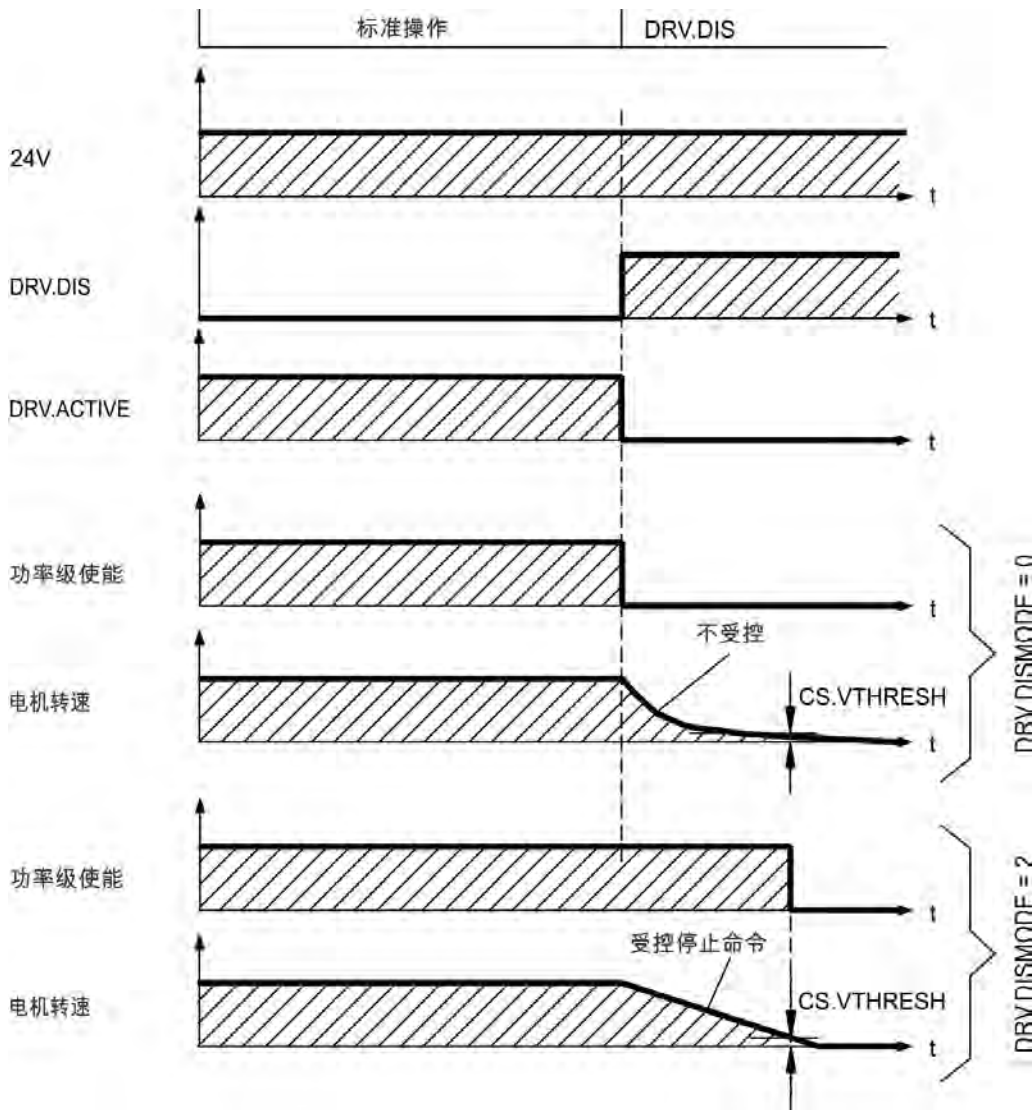 标准操作 DRV.DIS
24V
t
DRV.DIS
t
DRV.ACTIVE
t
功率级使能
t
不受控
电机转速
CS.VTHRESH
t
DRV.DISMODE = 0
功率级使能
t
受控停止命令
电机转速
CS.VTHRESH
t
DRV.DISMODE = 2